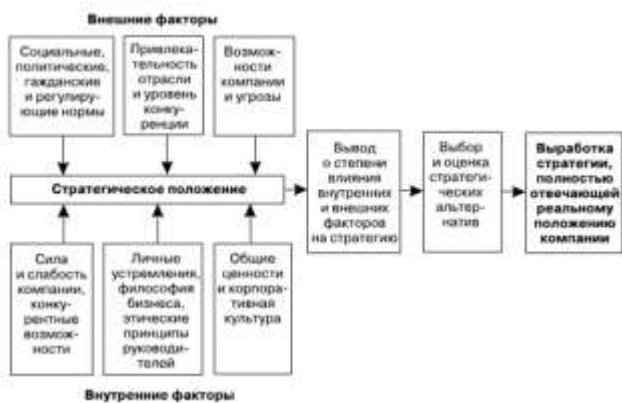 Внешние факторы
Социальные,
политические,
гражданские
и регулиру-
ющие нормы
Привлека-
тельность
отрасли
и уровень
конку-
ренции
Возмож-
ности
компании
и угрозы
Стратегическое положение
Вывод
о степени
влияния
внутренних
и внешних
факторов
на стратегию
Выбор
и оценка
стратеги-
ческих
альтер-
натив
Выработка
стратегии,
полностью
отвечающей
реальному
положению
компании
Сила
и слабость
компании,
конку-
рентные
возмож-
ности
Личные
устремления,
философия
бизнеса,
этические
принципы
руководи-
телей
Общие
ценности
и корпора-
тивная
культура
Внутренние факторы